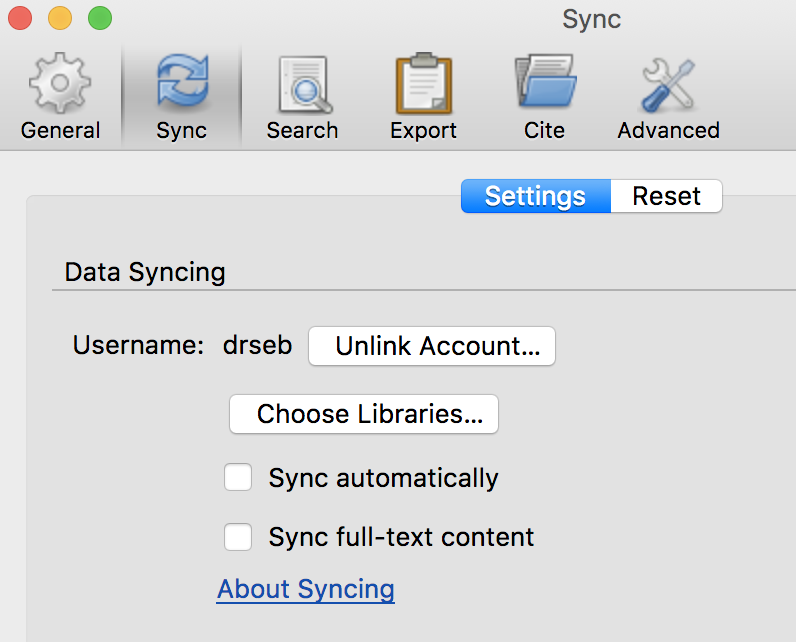 Sync
General Sync Search Export Cite Advanced
Settings Reset
Data Syncing
Username: drseb Unlink Account...
Choose Libraries...
Sync automatically
Sync full-text content
About Syncing